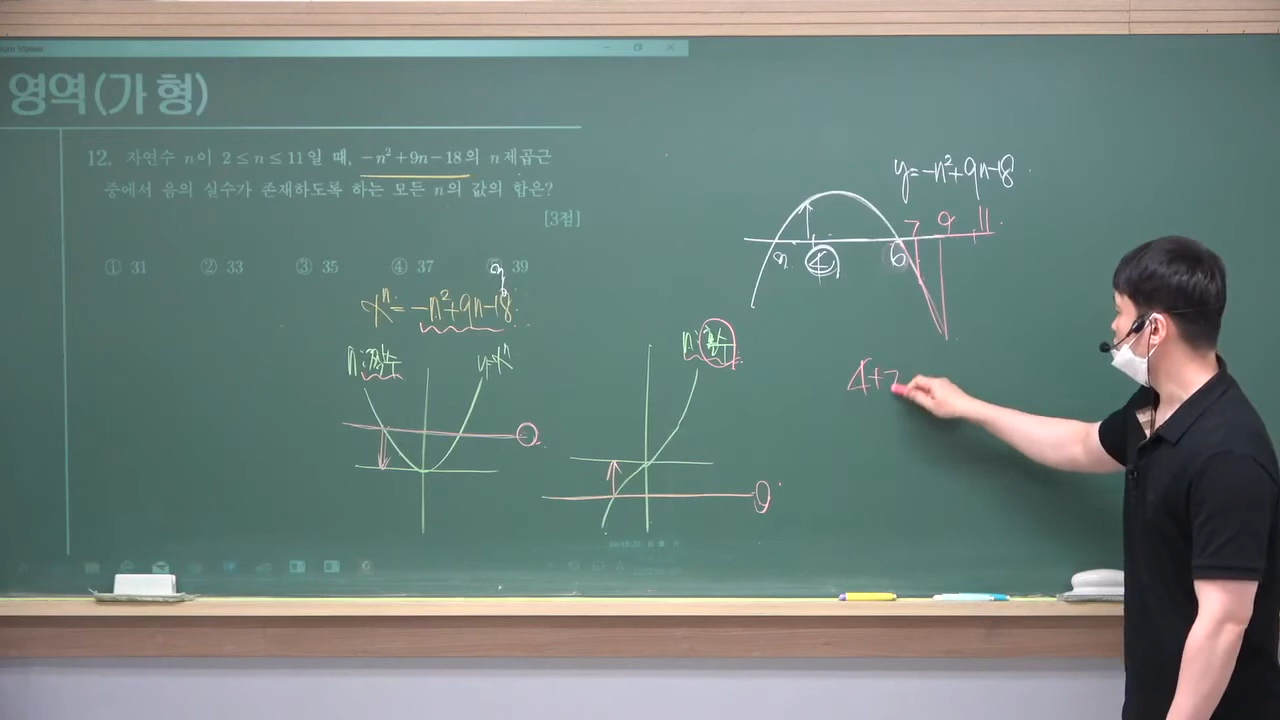 영역(가 형)
12. 자연수 n이 2≤n≤11일 때, −n²+9n−18의 n제곱근
중에서 음의 실수가 존재하도록 하는 모든 n의 값의 합은?
[3점]
① 31 ② 33 ③ 35 ④ 37 ⑤ 39
xⁿ=−n²+9n−18
y=xⁿ
y=−n²+9n−18
7 9 11
4 6
4+7